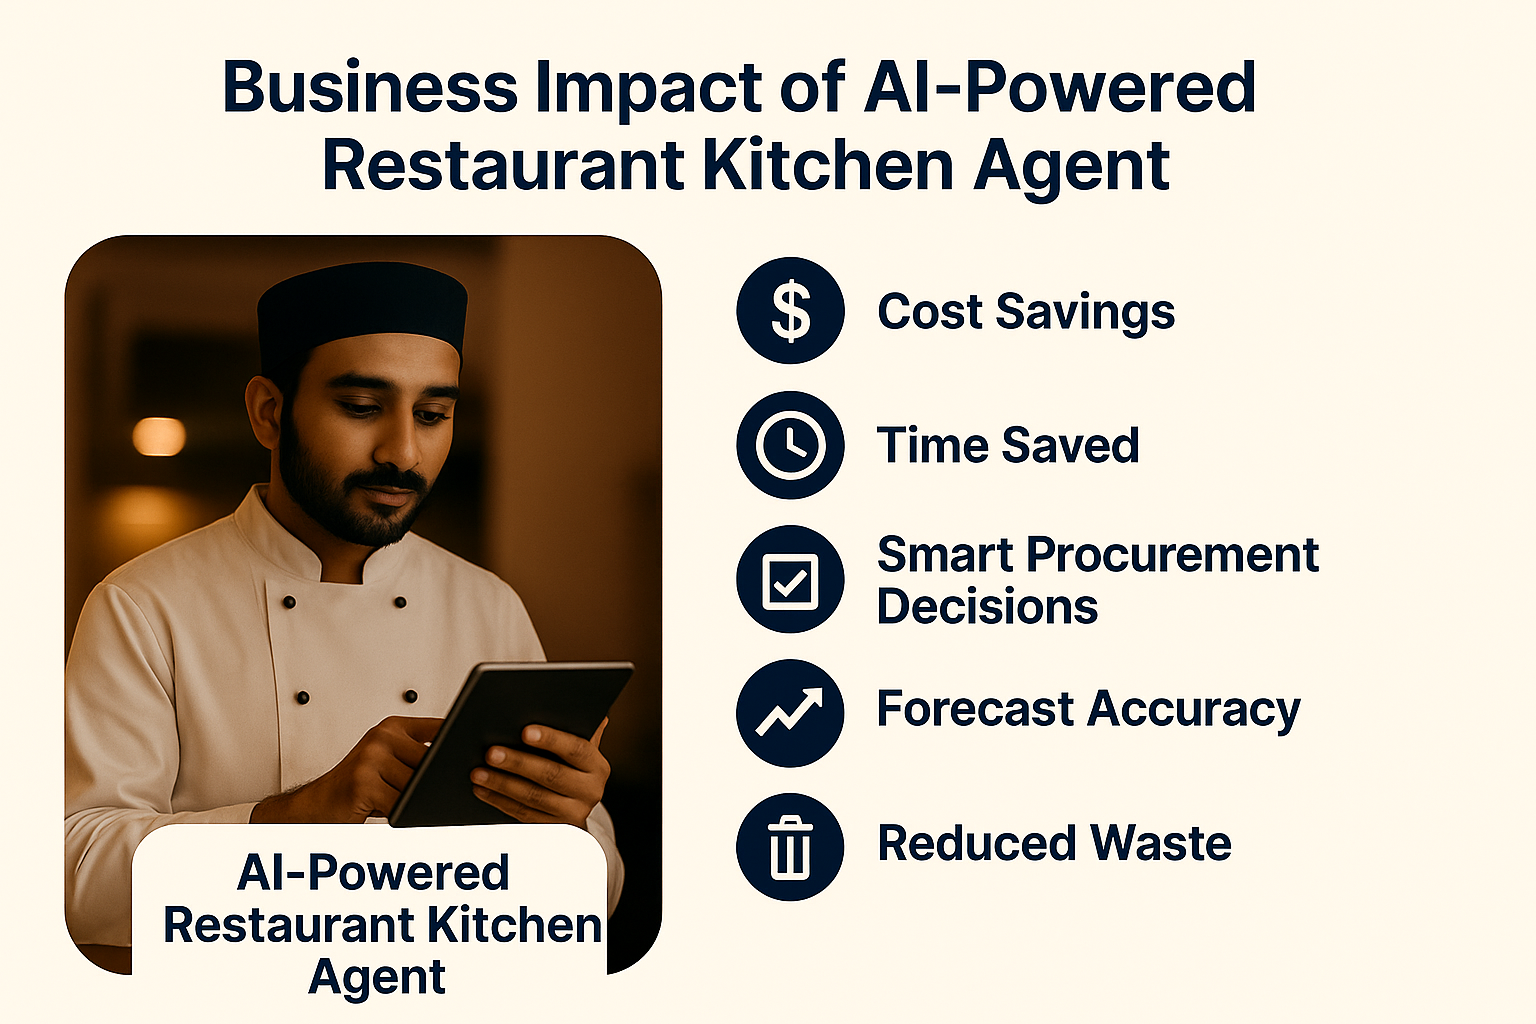 Business Impact of AI-Powered
Restaurant Kitchen Agent
Cost Savings
Time Saved
Smart Procurement
Decisions
Forecast Accuracy
Reduced Waste
AI-Powered
Restaurant Kitchen
Agent